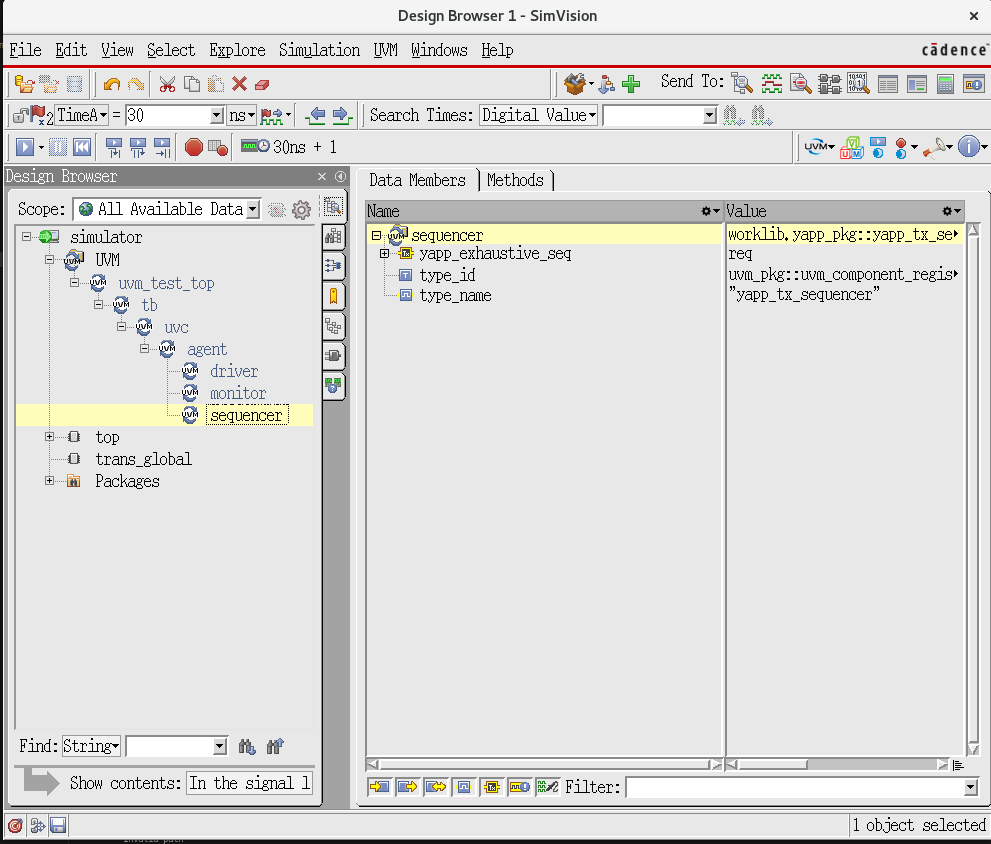 Design Browser 1 - SimVision
File Edit View Select Explore Simulation UVM Windows Help
cādence
Send To:
x2 TimeA = 30 ns
Search Times: Digital Value
30ns + 1
UVM
Design Browser
Scope: All Available Data
simulator
UVM
uvm_test_top
tb
uvc
agent
driver
monitor
sequencer
top
trans_global
Packages
Find: String
Show contents: In the signal l
Data Members
Methods
Name Value
sequencer worklib.yapp_pkg::yapp_tx_se
yapp_exhaustive_seq req
type_id uvm_pkg::uvm_component_regis
type_name "yapp_tx_sequencer"
Filter:
1 object selected